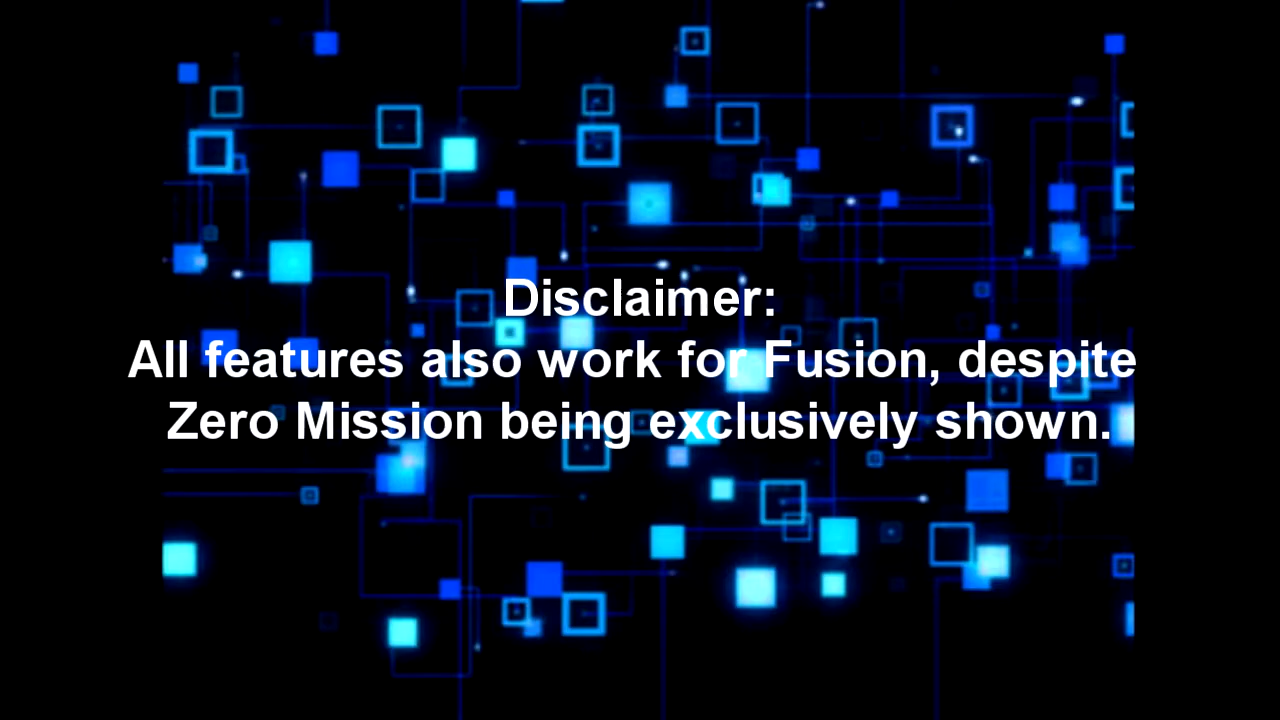 Disclaimer:
All features also work for Fusion, despite
Zero Mission being exclusively shown.